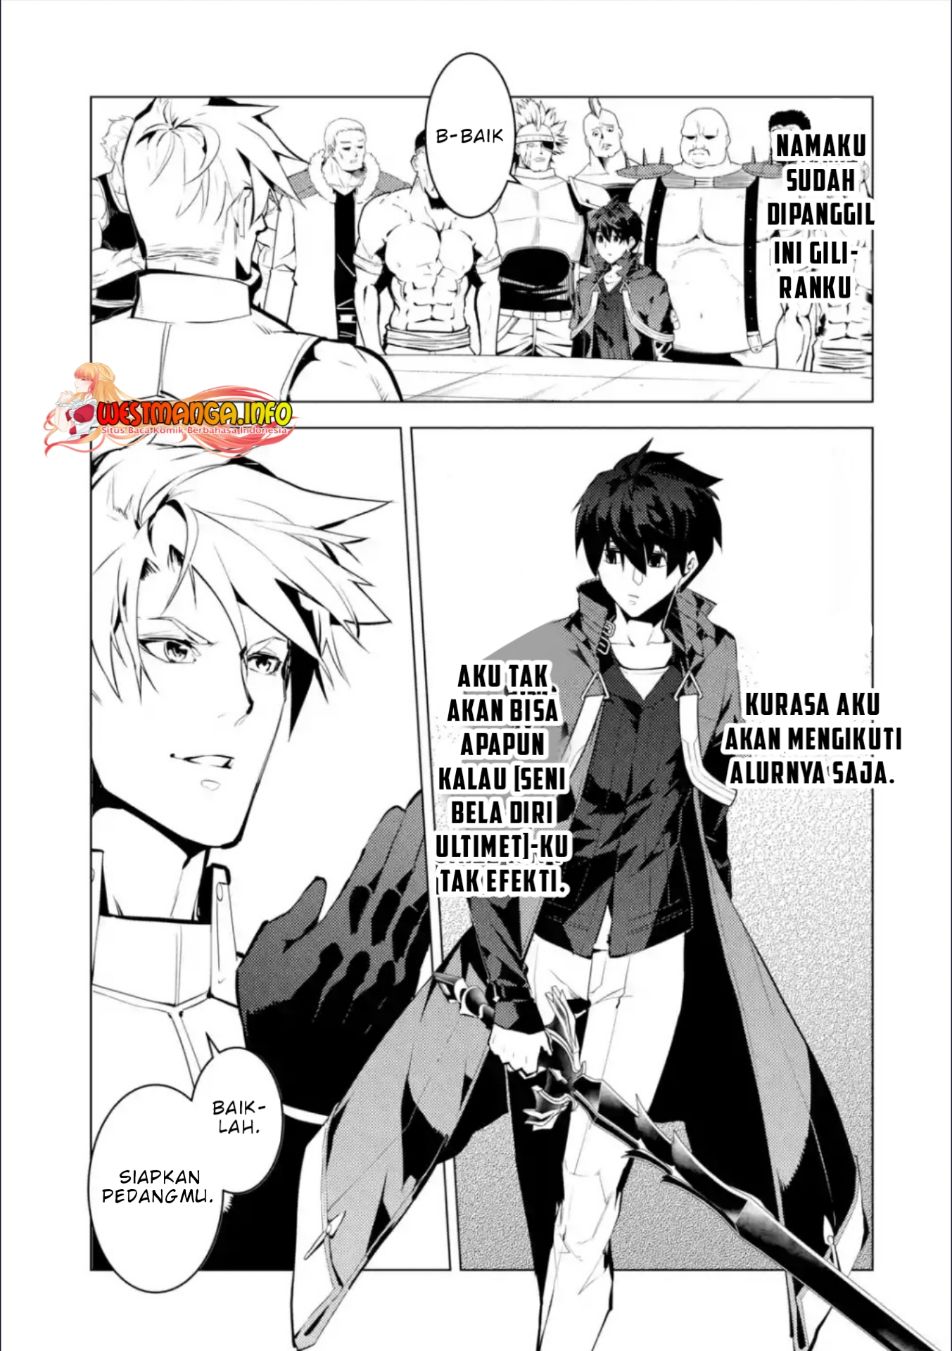 NAMAKU
SUDAH
DIPANGGIL
INI GILI-
RANKU
B-BAIK
WESTMANGA.INFO
Situs Baca Komik Berbahasa Indonesia
KURASA AKU
AKAN MENGIKUTI
ALURNYA SAJA.
AKU TAK
AKAN BISA
APAPUN
KALAU [SENI
BELA DIRI
ULTIMET]-KU
TAK EFEKTI.
BAIK-
LAH.
SIAPKAN
PEDANGMU.